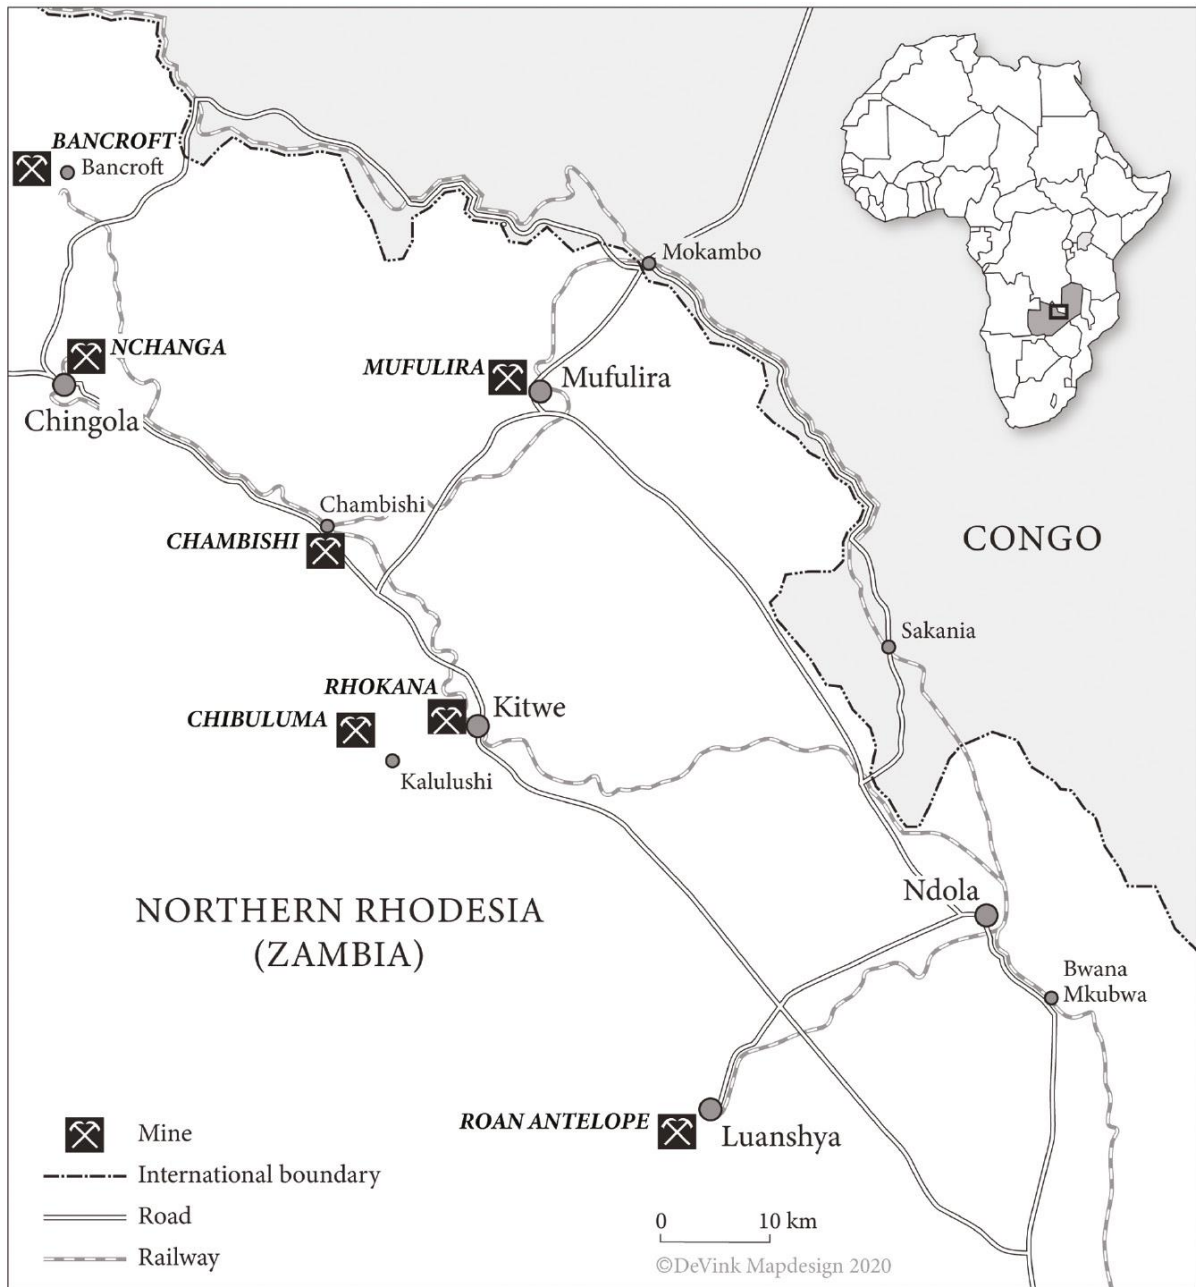 BANCROFT
Bancroft
Mokambo
NCHANGA
MUFULIRA
Mufulira
Chingola
Chambishi
CHAMBISHI
CONGO
Sakania
RHOKANA
Kitwe
CHIBULUMA
Kalulushi
Ndola
NORTHERN RHODESIA
(ZAMBIA)
Bwana
Mkubwa
ROAN ANTELOPE
Luanshya
Mine
International boundary
Road
Railway
0 10 km
©DeVink Mapdesign 2020